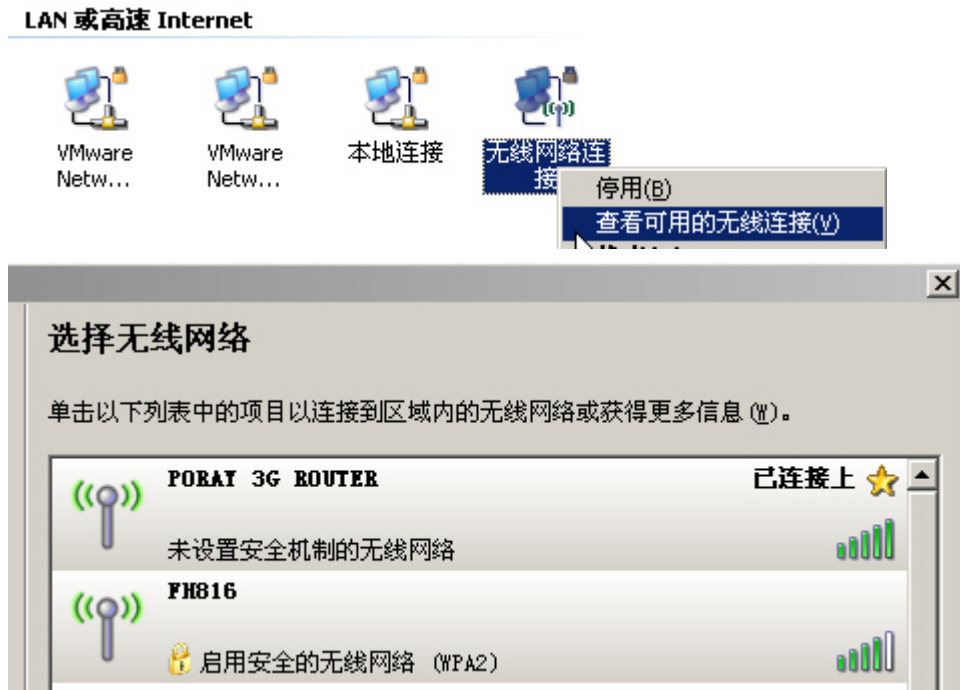 LAN 或高速 Internet
VMware
Netw...
VMware
Netw...
本地连接
无线网络连
接
停用(B)
查看可用的无线连接(V)
选择无线网络
单击以下列表中的项目以连接到区域内的无线网络或获得更多信息(W)。
PORAY 3G ROUTER
已连接上
未设置安全机制的无线网络
FH816
启用安全的无线网络 (WPA2)